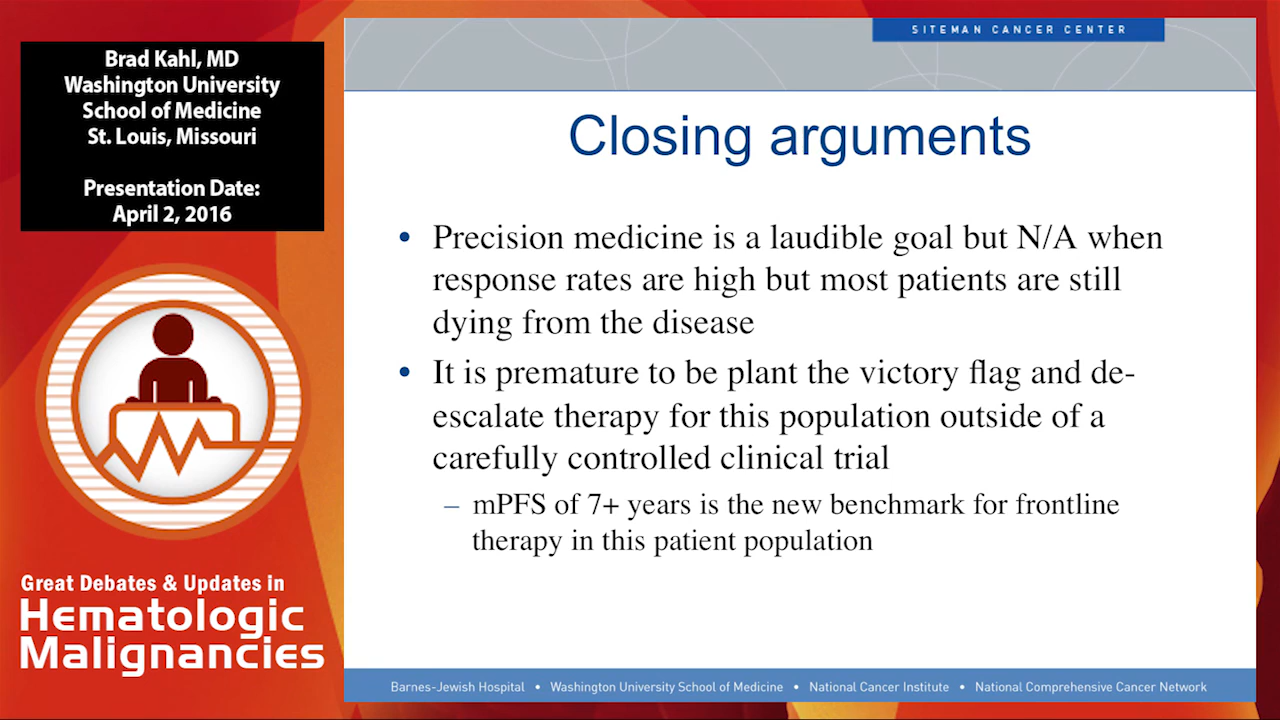 Brad Kahl, MD
Washington University
School of Medicine
St. Louis, Missouri
Presentation Date:
April 2, 2016
Great Debates & Updates in
Hematologic
Malignancies
SITEMAN CANCER CENTER
Closing arguments
• Precision medicine is a laudible goal but N/A when
response rates are high but most patients are still
dying from the disease
• It is premature to be plant the victory flag and de-
escalate therapy for this population outside of a
carefully controlled clinical trial
– mPFS of 7+ years is the new benchmark for frontline
therapy in this patient population
Barnes-Jewish Hospital • Washington University School of Medicine • National Cancer Institute • National Comprehensive Cancer Network